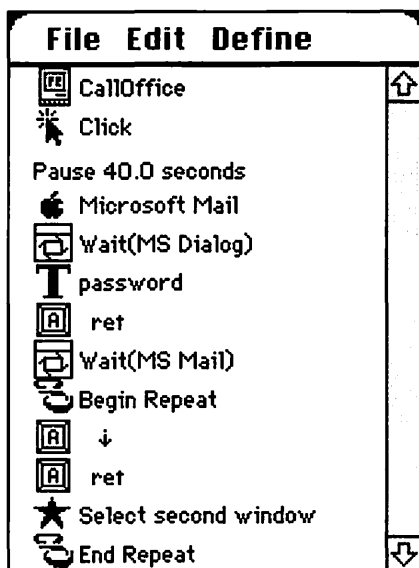 File Edit Define
CallOffice
Click
Pause 40.0 seconds
Microsoft Mail
Wait(MS Dialog)
password
ret
Wait(MS Mail)
Begin Repeat
↓
ret
Select second window
End Repeat